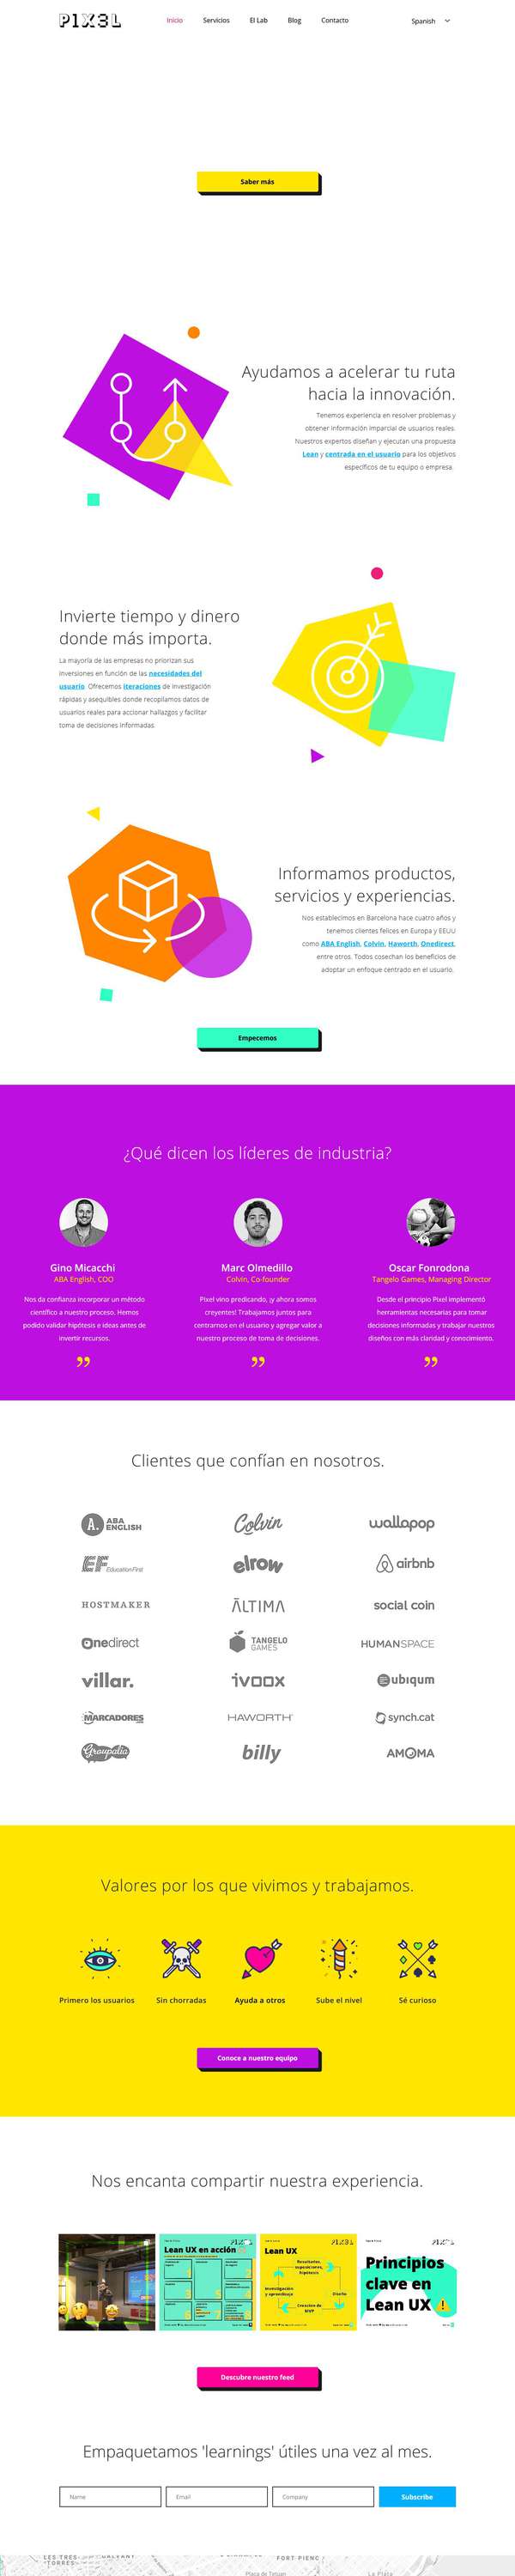 PIXEL
Inicio Servicios El Lab Blog Contacto Spanish
Saber más
Ayudamos a acelerar tu ruta
hacia la innovación.
Tenemos experiencia en resolver problemas y
obtener información imparcial de usuarios reales.
Nuestros expertos diseñan y ejecutan una propuesta
Lean y centrada en el usuario para los objetivos
específicos de tu equipo o empresa.
Invierte tiempo y dinero
donde más importa.
La mayoría de las empresas no priorizan sus
inversiones en función de las necesidades del
usuario. Ofrecemos iteraciones de investigación
rápidas y asequibles donde recopilamos datos de
usuarios reales para accionar hallazgos y facilitar
toma de decisiones informadas.
Informamos productos,
servicios y experiencias.
Nos establecimos en Barcelona hace cuatro años y
tenemos clientes felices en Europa y EEUU
como ABA English, Colvin, Haworth, Onedirect,
entre otros. Todos cosechan los beneficios de
adoptar un enfoque centrado en el usuario.
Empecemos
¿Qué dicen los líderes de industria?
Gino Micacchi
ABA English, COO
Nos da confianza incorporar un método
científico a nuestro proceso. Hemos
podido validar hipótesis e ideas antes de
invertir recursos.
Marc Olmedillo
Colvin, Co-founder
Pixel vino predicando, ¡y ahora somos
creyentes! Trabajamos juntos para
centrarnos en el usuario y agregar valor a
nuestro proceso de toma de decisiones.
Oscar Fonrodona
Tangelo Games, Managing Director
Desde el principio Pixel implementó
herramientas necesarias para tomar
decisiones informadas y trabajar nuestros
diseños con más claridad y conocimiento.
Clientes que confían en nosotros.
A. ABA ENGLISH
Colvin
wallapop
EF Education First
elrow
airbnb
HOSTMAKER
ĀLTIMA
social coin
onedirect
TANGELO GAMES
HUMANSPACE
villar.
ivoox
ubiqum
MARCADORES
HAWORTH
synch.cat
Groupalia
billy
AMOMA
Valores por los que vivimos y trabajamos.
Primero los usuarios
Sin chorradas
Ayuda a otros
Sube el nivel
Sé curioso
Conoce a nuestro equipo
Nos encanta compartir nuestra experiencia.
Lean UX en acción
PIXEL
Lean UX
PIXEL
Resultados,
suposiciones,
hipótesis
Investigación
y aprendizaje
Diseño
Creación de
MVP
PIXEL
Principios
clave en
Lean UX
Descubre nuestro feed
Empaquetamos 'learnings' útiles una vez al mes.
Name
Email
Company
Subscribe
LES TRES
TORRES
FORT PIENC
Plaça de Tetuan
La Plata